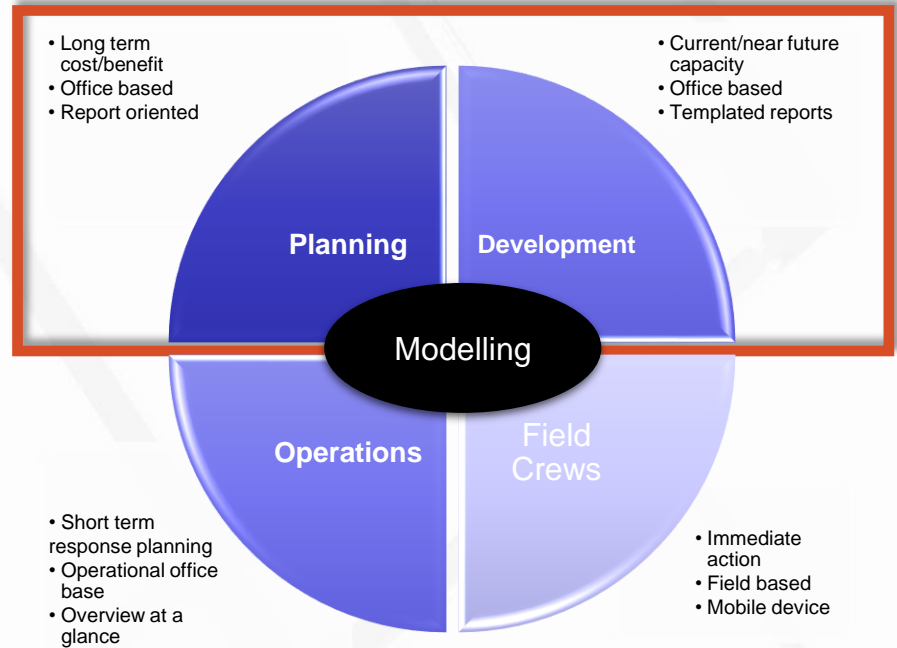 • Long term
cost/benefit
• Office based
• Report oriented
• Current/near future
capacity
• Office based
• Templated reports
Planning
Development
Modelling
Operations
Field
Crews
• Short term
response planning
• Operational office
base
• Overview at a
glance
• Immediate
action
• Field based
• Mobile device